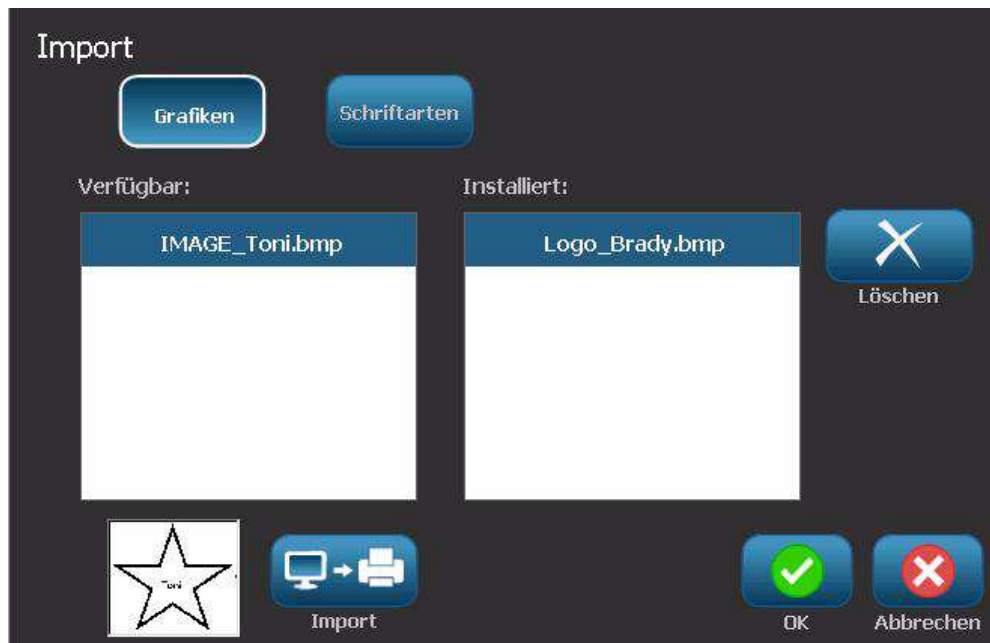 Import
Grafiken
Schriftarten
Verfügbar:
Installiert:
IMAGE_Toni.bmp
Logo_Brady.bmp
Löschen
Toni
Import
OK
Abbrechen